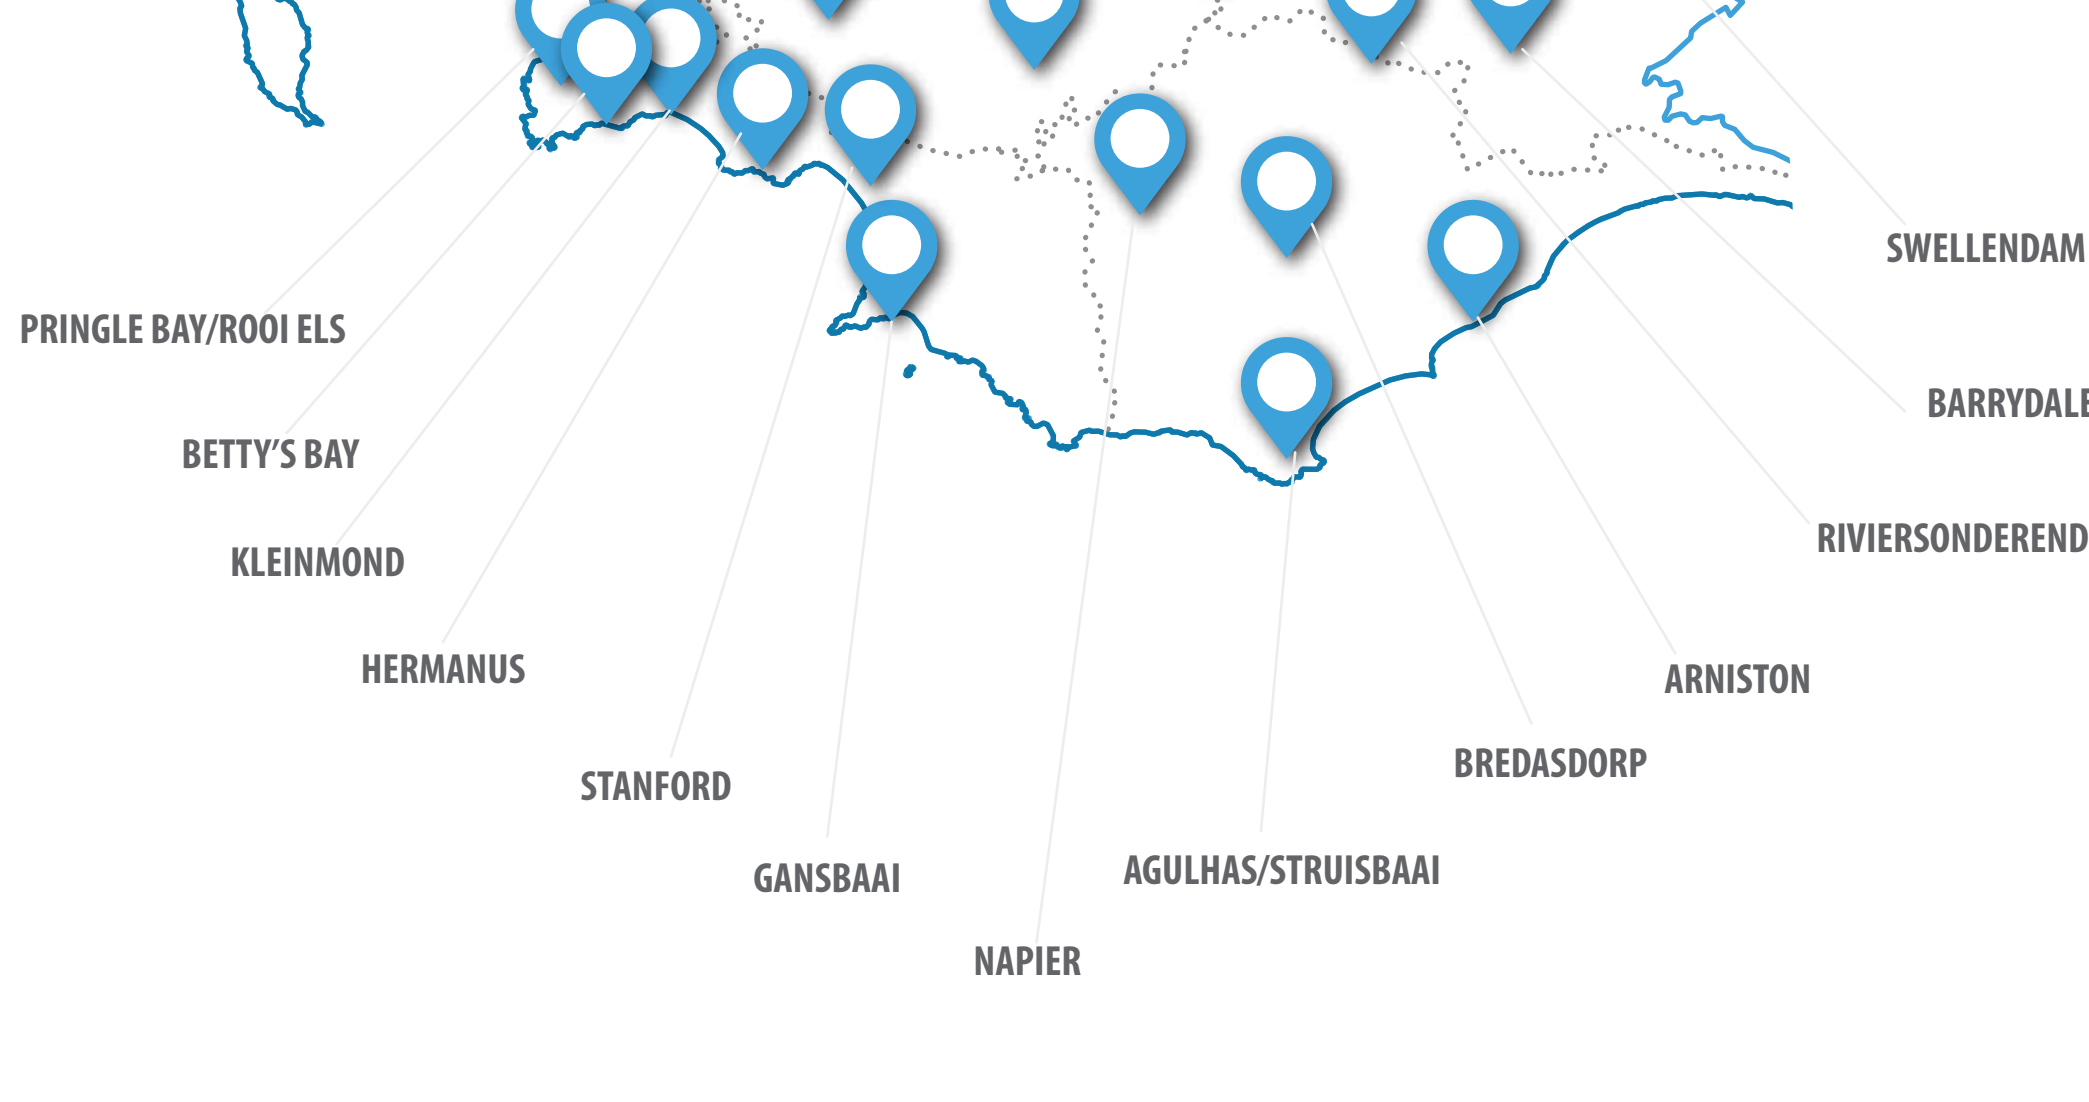 SWELLENDAM
PRINGLE BAY/ROOI ELS
BARRYDALE
BETTY’S BAY
RIVIERSONDEREND
KLEINMOND
HERMANUS
ARNISTON
BREDASDORP
STANFORD
AGULHAS/STRUISBAAI
GANSBAAI
NAPIER